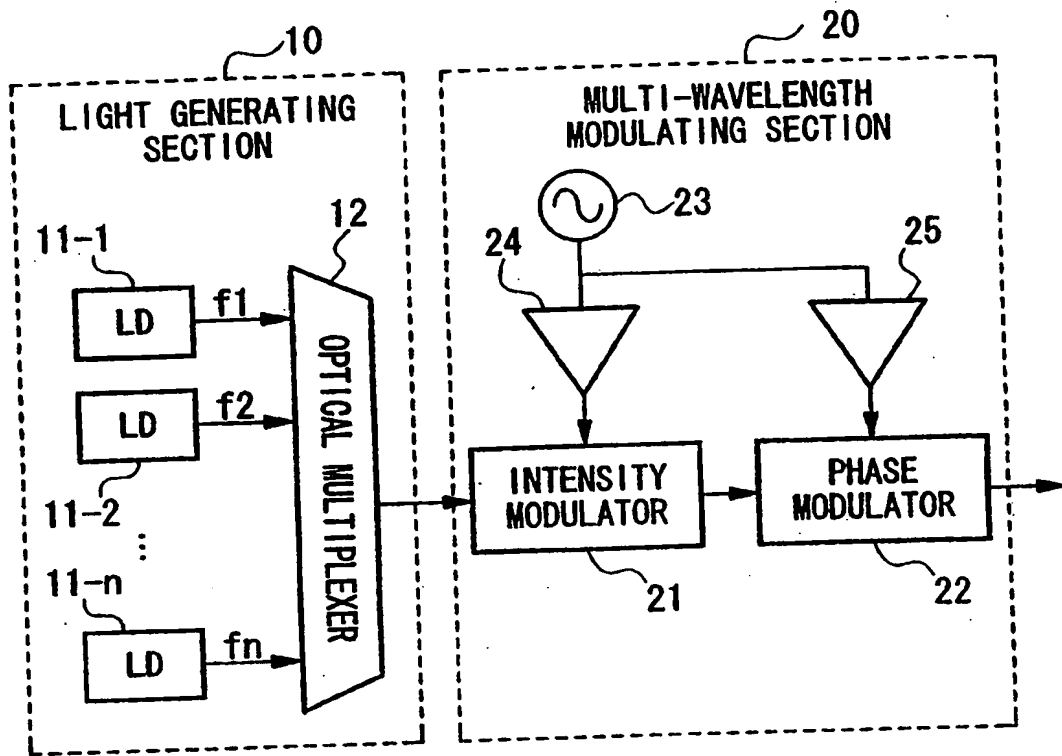 10
20
LIGHT GENERATING
SECTION
MULTI-WAVELENGTH
MODULATING SECTION
23
12
24
25
11-1
LD
f1
LD
f2
11-2
...
11-n
LD
fn
OPTICAL MULTIPLEXER
INTENSITY
MODULATOR
PHASE
MODULATOR
21
22